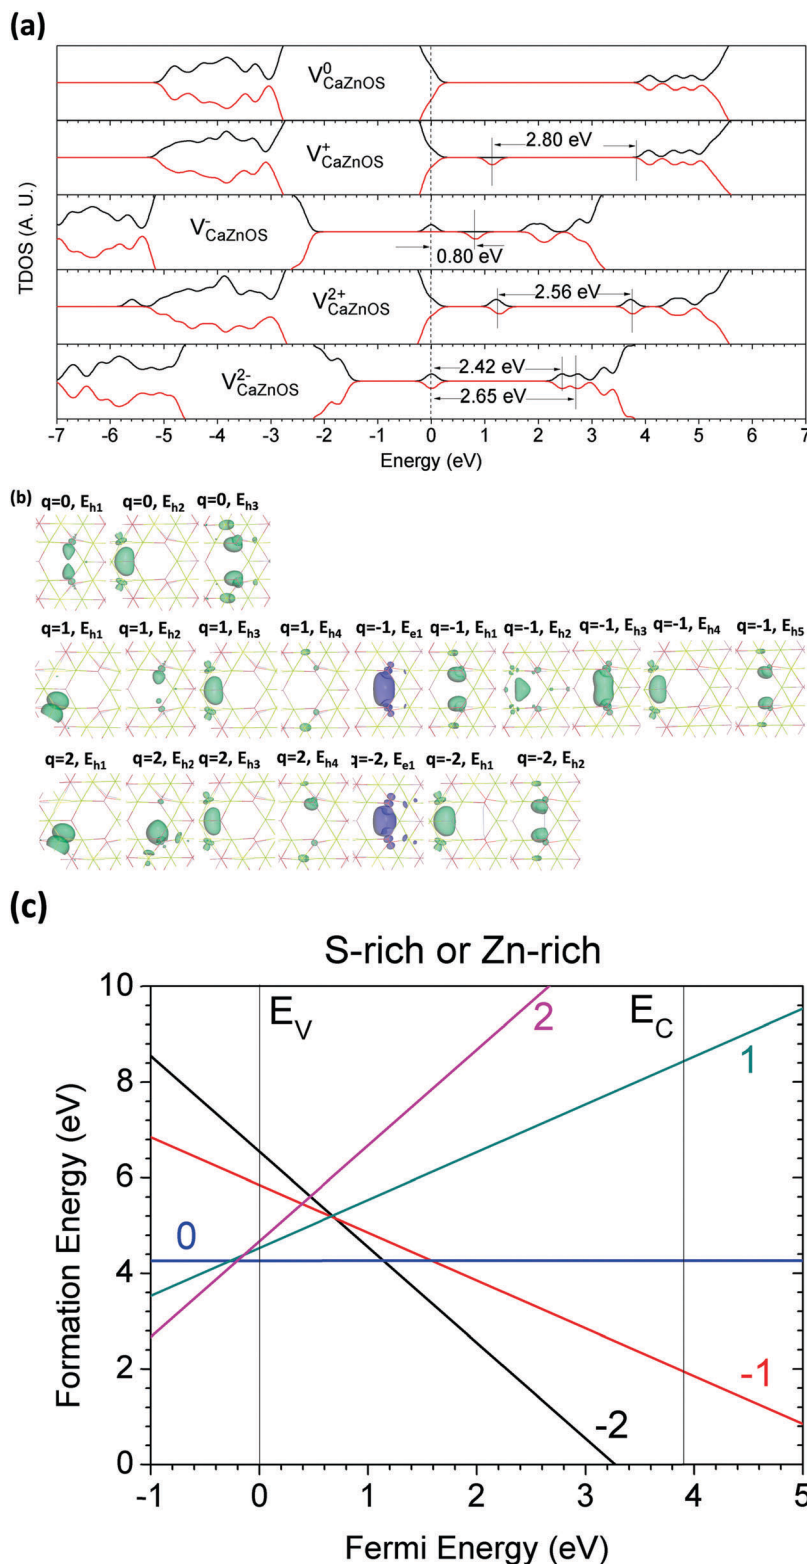 (a)
V⁰CaZnOS
V⁺CaZnOS
2.80 eV
V⁻CaZnOS
0.80 eV
V²⁺CaZnOS
2.56 eV
V²⁻CaZnOS
2.42 eV
2.65 eV
TDOS (A. U.)
-7 -6 -5 -4 -3 -2 -1 0 1 2 3 4 5 6 7
Energy (eV)
(b)
q=0, Eh1 q=0, Eh2 q=0, Eh3
q=1, Eh1 q=1, Eh2 q=1, Eh3 q=1, Eh4 q=-1, Ee1 q=-1, Eh1 q=-1, Eh2 q=-1, Eh3 q=-1, Eh4 q=-1, Eh5
q=2, Eh1 q=2, Eh2 q=2, Eh3 q=2, Eh4 q=-2, Ee1 q=-2, Eh1 q=-2, Eh2
(c)
S-rich or Zn-rich
10
8
6
4
2
0
Formation Energy (eV)
EV
EC
2
1
0
-1
-2
-1 0 1 2 3 4 5
Fermi Energy (eV)